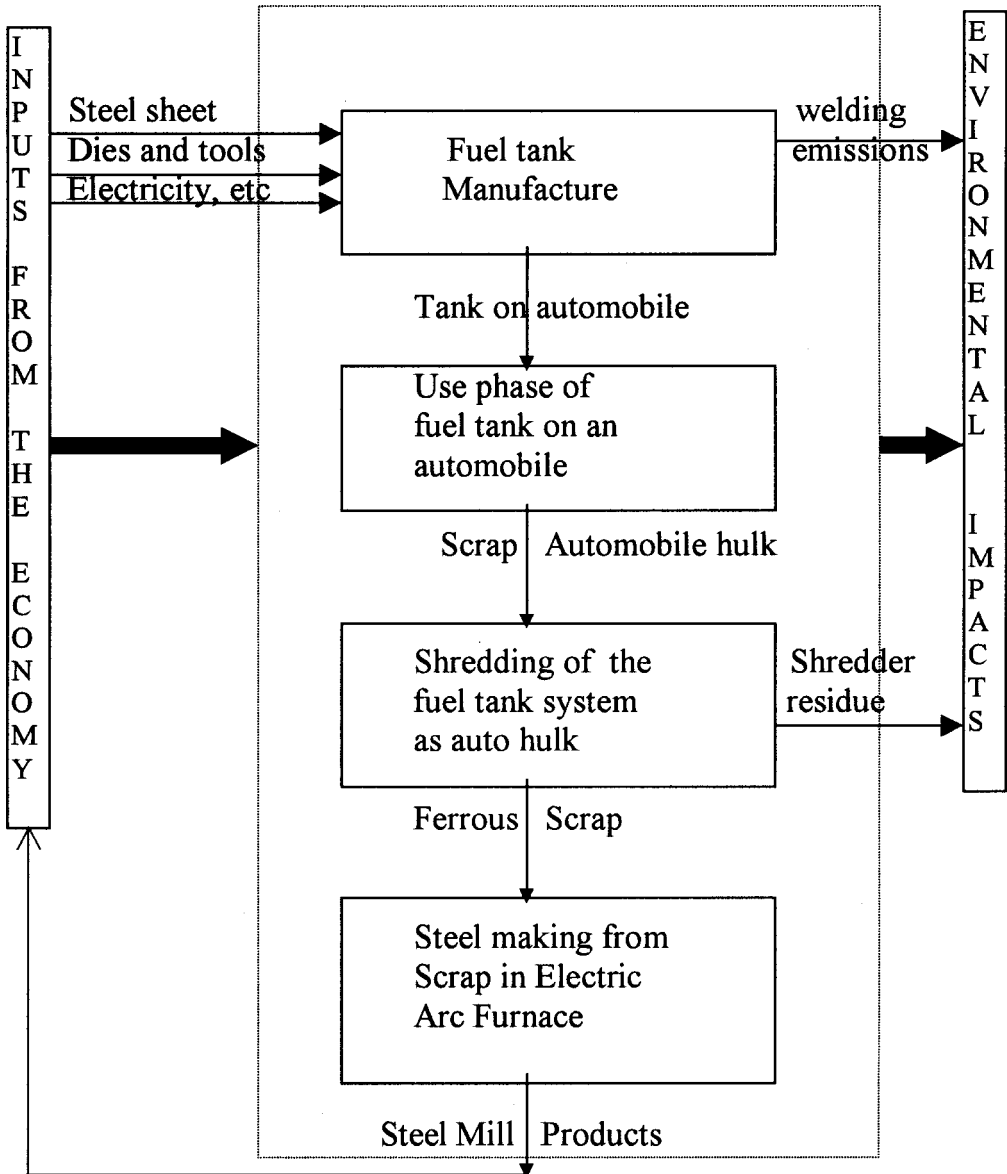 INPUTS FROM THE ECONOMY
Steel sheet
Dies and tools
Electricity, etc
Fuel tank
Manufacture
welding
emissions
ENVIRONMENTAL IMPACTS
Tank on automobile
Use phase of
fuel tank on an
automobile
Scrap Automobile hulk
Shredding of the
fuel tank system
as auto hulk
Shredder
residue
Ferrous Scrap
Steel making from
Scrap in Electric
Arc Furnace
Steel Mill Products